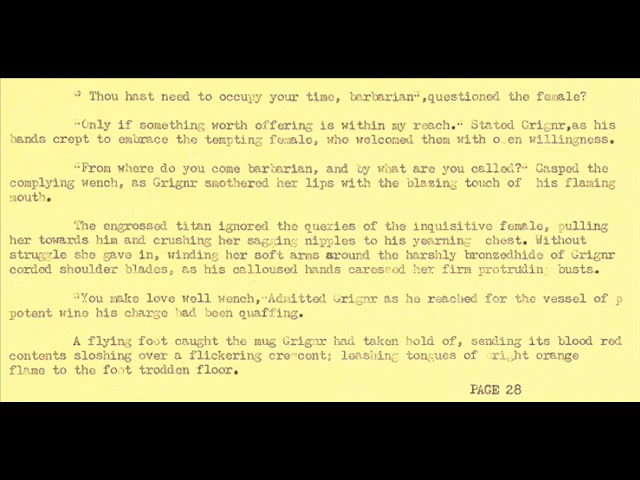 " Thou hast need to occupy your time, barbarian",questioned the female?
"Only if something worth offering is within my reach." Stated Grignr,as his
hands crept to embrace the tempting female, who welcomed them with o en willingness.
"From where do you come barbarian, and by what are you called?" Gasped the
complying wench, as Grignr smothered her lips with the blazing touch of his flaming
mouth.
The engrossed titan ignored the queries of the inquisitive female, pulling
her towards him and crushing her sagging nipples to his yearning chest. Without
struggle she gave in, winding her soft arms around the harshly bronzedhide of Grignr
corded shoulder blades, as his calloused hands caressed her firm protruding busts.
"You make love well wench,"Admitted Grignr as he reached for the vessel of p
potent wine his charge had been quaffing.
A flying foot caught the mug Grignr had taken hold of, sending its blood red
contents sloshing over a flickering crescent; leashing tongues of right orange
flame to the foot trodden floor.
PAGE 28